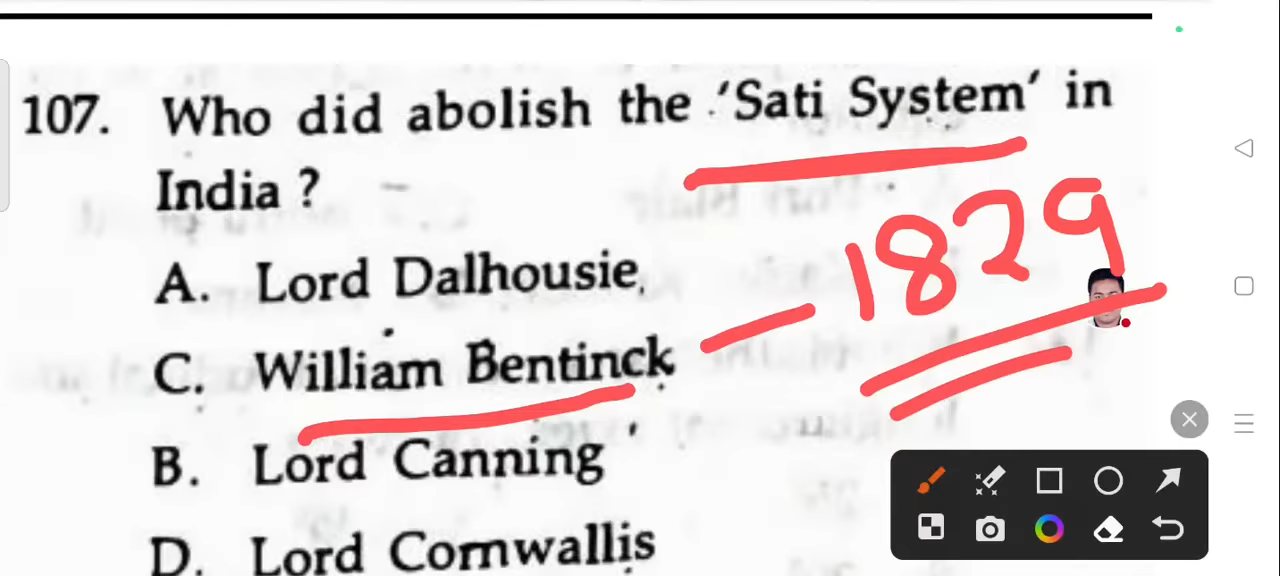 107. Who did abolish the 'Sati System' in
India ?
A. Lord Dalhousie
C. William Bentinck
- 1829
B. Lord Canning
D. Lord Cornwallis